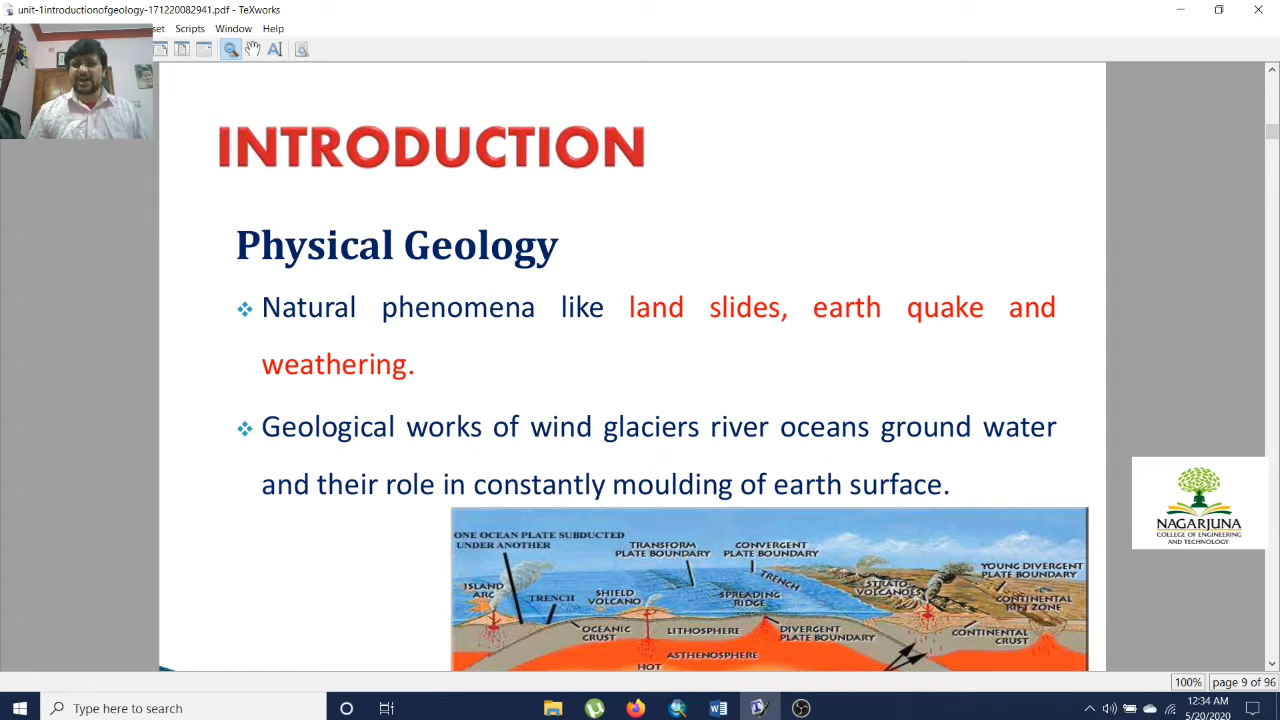 unit-1introductionofgeology-171220082941.pdf - TeXworks
set Scripts Window Help
INTRODUCTION
Physical Geology
Natural phenomena like land slides, earth quake and
weathering.
Geological works of wind glaciers river oceans ground water
and their role in constantly moulding of earth surface.
ONE OCEAN PLATE SUBDUCTED
UNDER ANOTHER
TRANSFORM
PLATE BOUNDARY
CONVERGENT
PLATE BOUNDARY
YOUNG DIVERGENT
PLATE BOUNDARY
ISLAND
ARC
TRENCH
SHIELD
VOLCANO
TRENCH
SPREADING
RIDGE
STRATO
VOLCANOES
CONTINENTAL
RIFT ZONE
OCEANIC
CRUST
LITHOSPHERE
DIVERGENT
PLATE BOUNDARY
CONTINENTAL
CRUST
ASTHENOSPHERE
HOT
NAGARJUNA
COLLEGE OF ENGINEERING
AND TECHNOLOGY
100% page 9 of 96
Type here to search
12:34 AM
5/20/2020